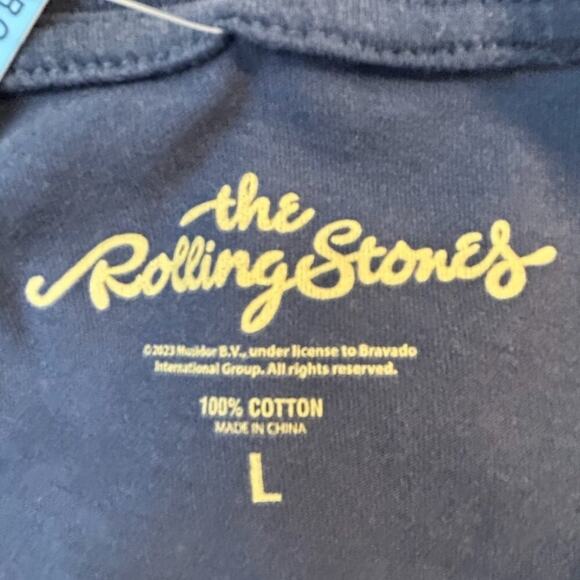 the
Rolling Stones
©2023 Musidor B.V., under license to Bravado
International Group. All rights reserved.
100% COTTON
MADE IN CHINA
L